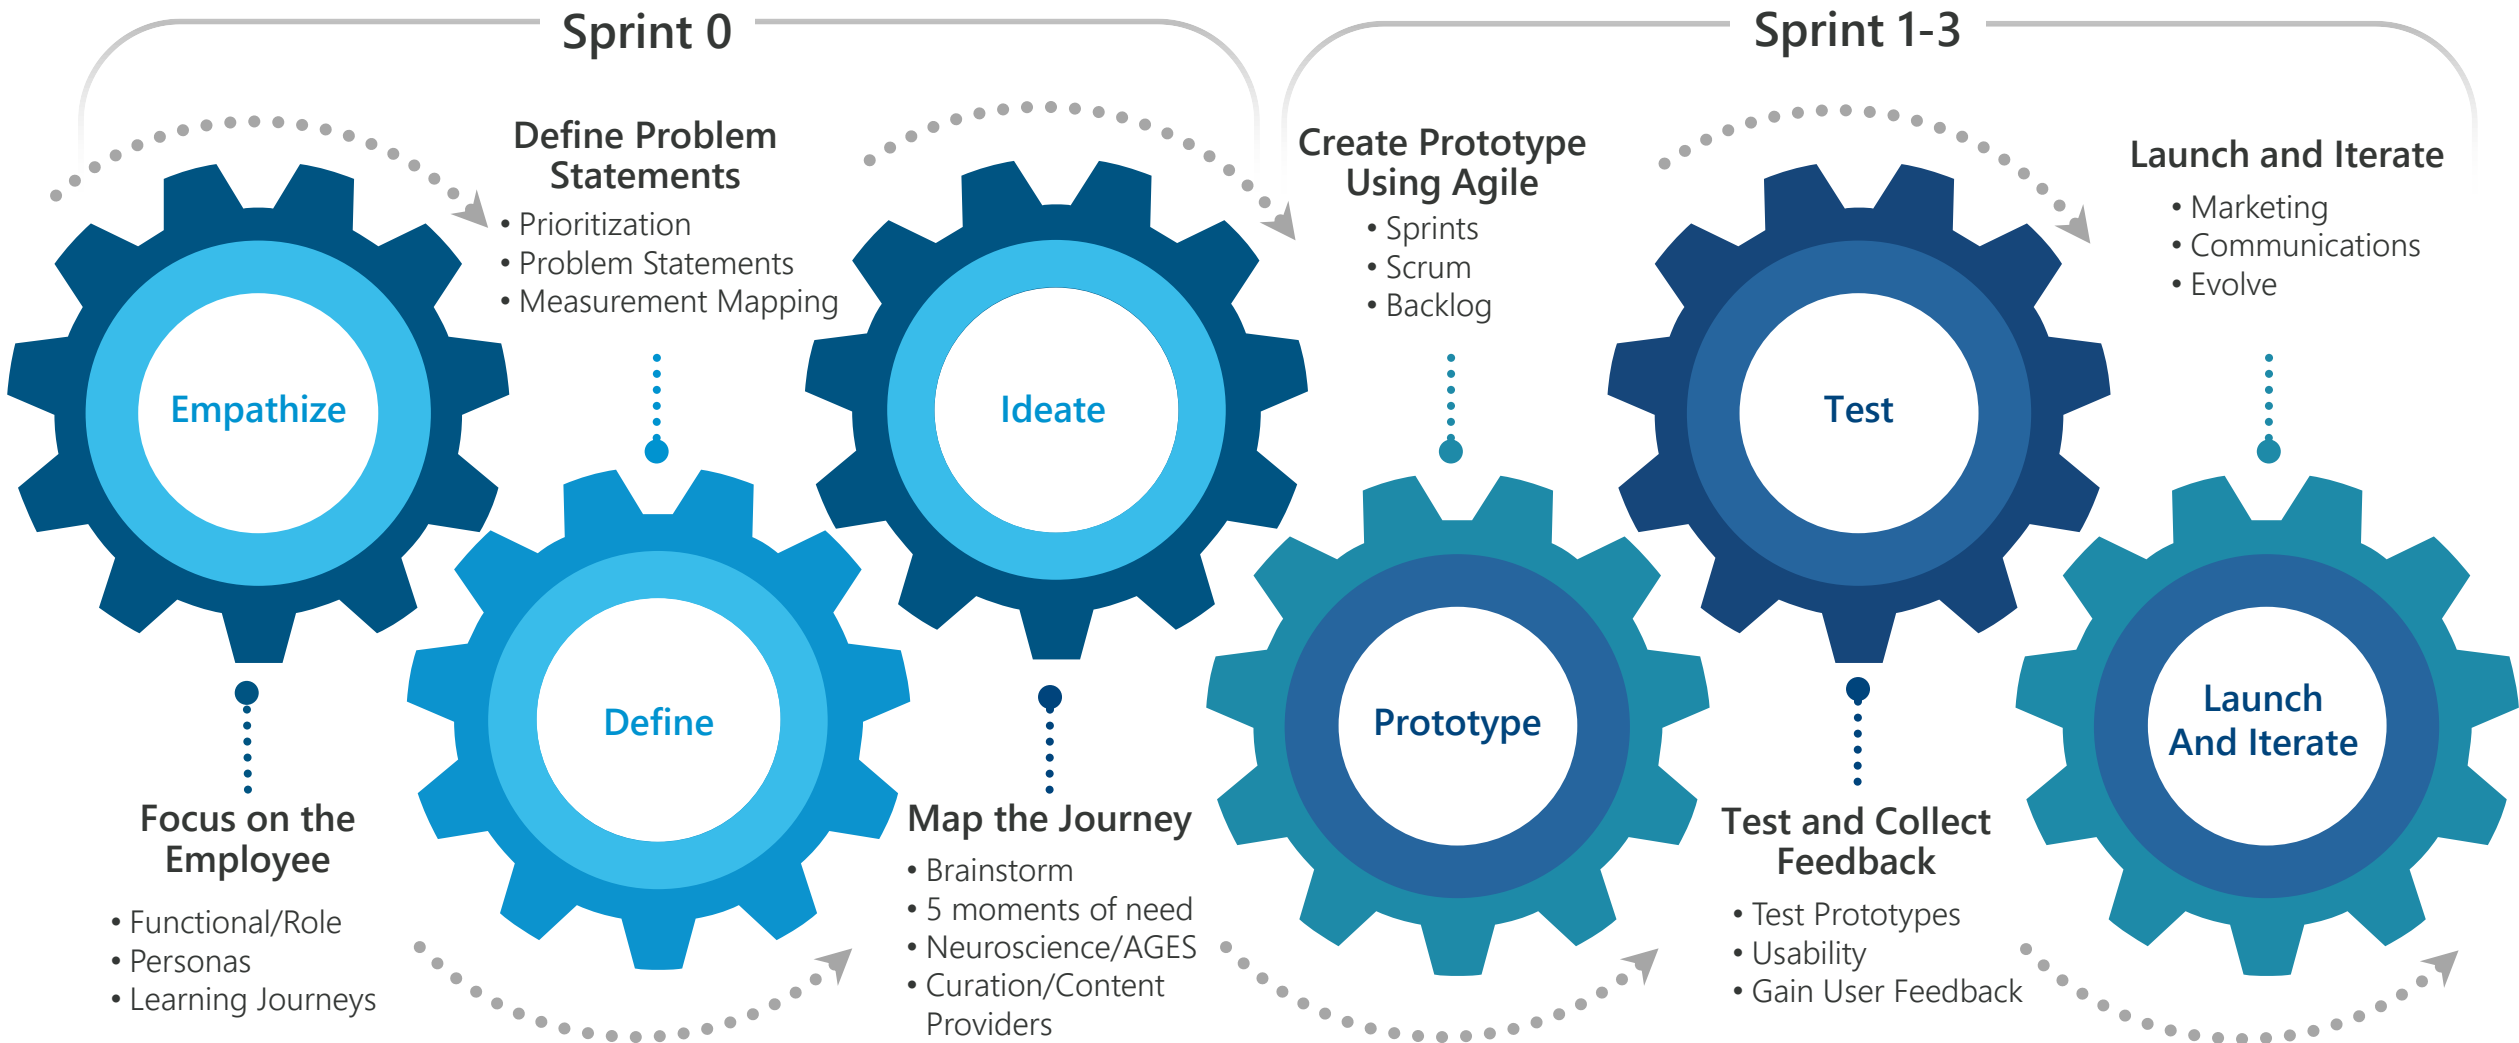 Sprint 0
Sprint 1-3
Empathize
Focus on the
Employee
• Functional/Role
• Personas
• Learning Journeys
Define Problem
Statements
• Prioritization
• Problem Statements
• Measurement Mapping
Define
Ideate
Map the Journey
• Brainstorm
• 5 moments of need
• Neuroscience/AGES
• Curation/Content
Providers
Create Prototype
Using Agile
• Sprints
• Scrum
• Backlog
Prototype
Test
Test and Collect
Feedback
• Test Prototypes
• Usability
• Gain User Feedback
Launch and Iterate
• Marketing
• Communications
• Evolve
Launch
And Iterate